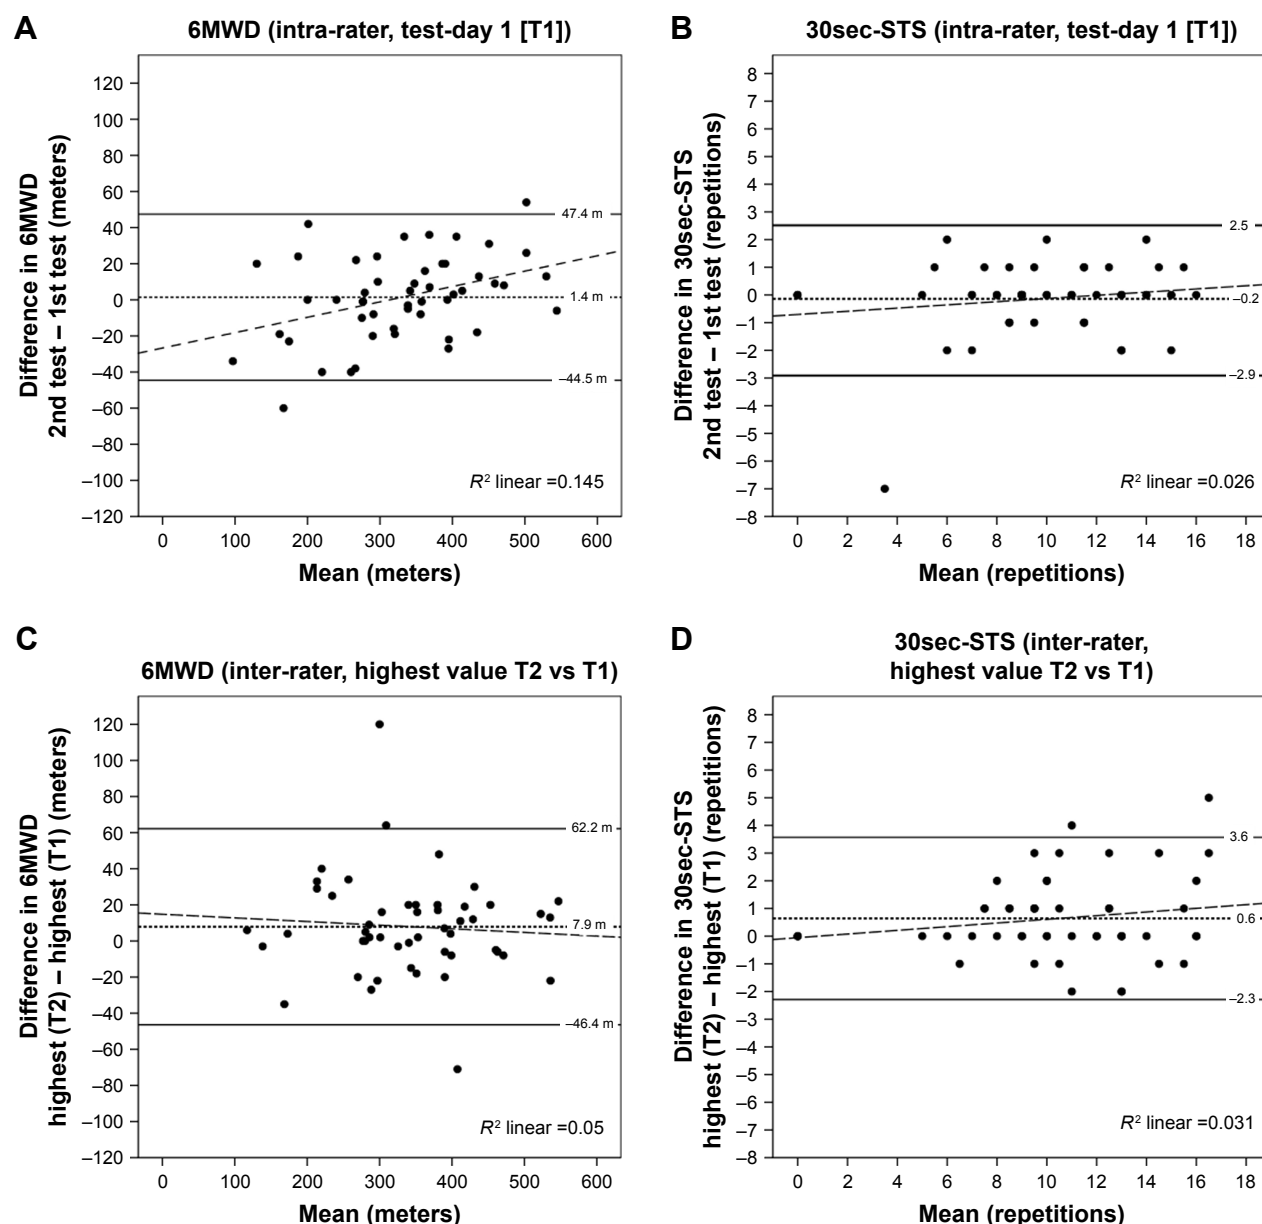 A
6MWD (intra-rater, test-day 1 [T1])
Difference in 6MWD
2nd test – 1st test (meters)
120
100
80
60
40
20
0
–20
–40
–60
–80
–100
–120
47.4 m
1.4 m
–44.5 m
R² linear =0.145
0 100 200 300 400 500 600
Mean (meters)
B
30sec-STS (intra-rater, test-day 1 [T1])
Difference in 30sec-STS
2nd test – 1st test (repetitions)
8
7
6
5
4
3
2
1
0
–1
–2
–3
–4
–5
–6
–7
–8
2.5
–0.2
–2.9
R² linear =0.026
0 2 4 6 8 10 12 14 16 18
Mean (repetitions)
C
6MWD (inter-rater, highest value T2 vs T1)
Difference in 6MWD
highest (T2) – highest (T1) (meters)
120
100
80
60
40
20
0
–20
–40
–60
–80
–100
–120
62.2 m
7.9 m
–46.4 m
R² linear =0.05
0 100 200 300 400 500 600
Mean (meters)
D
30sec-STS (inter-rater,
highest value T2 vs T1)
Difference in 30sec-STS
highest (T2) – highest (T1) (repetitions)
8
7
6
5
4
3
2
1
0
–1
–2
–3
–4
–5
–6
–7
–8
3.6
0.6
–2.3
R² linear =0.031
0 2 4 6 8 10 12 14 16 18
Mean (repetitions)